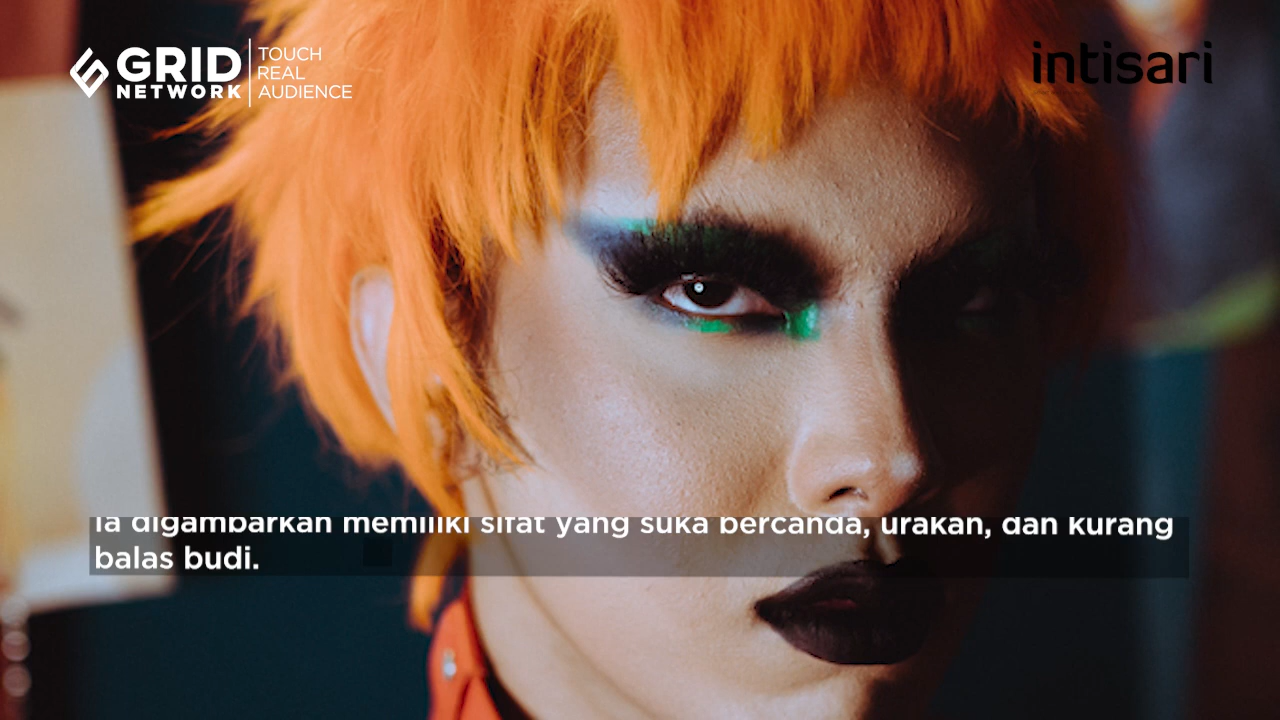 GRID
NETWORK
TOUCH
REAL
AUDIENCE
intisari
Ia digambarkan memiliki sifat yang suka bercanda, urakan, dan kurang
balas budi.